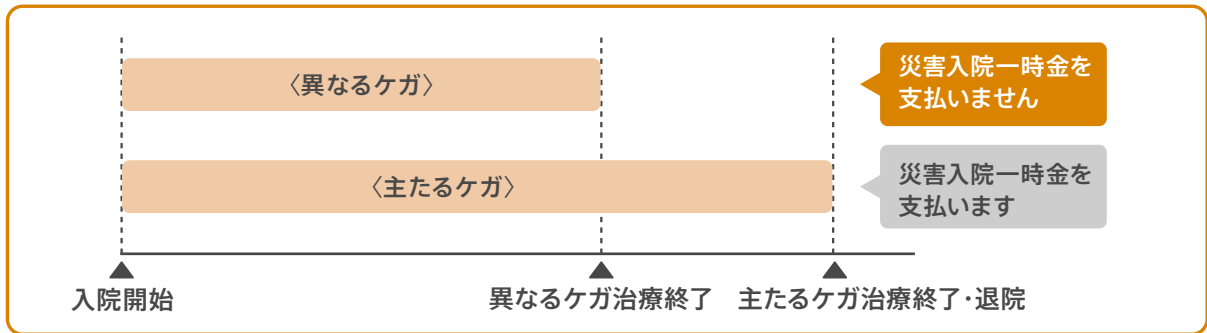 〈異なるケガ〉
災害入院一時金を
支払いません
〈主たるケガ〉
災害入院一時金を
支払います
入院開始
異なるケガ治療終了
主たるケガ治療終了・退院